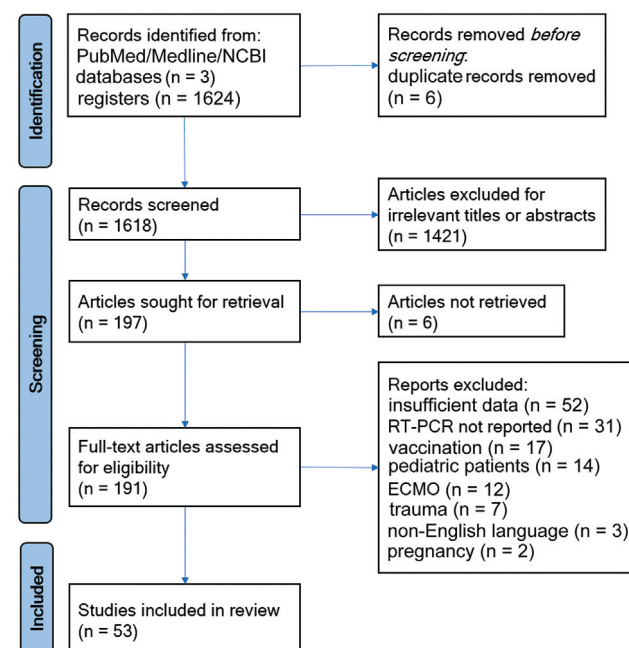 Identification
Records identified from:
PubMed/Medline/NCBI
databases (n = 3)
registers (n = 1624)
Records removed before
screening:
duplicate records removed
(n = 6)
Screening
Records screened
(n = 1618)
Articles excluded for
irrelevant titles or abstracts
(n = 1421)
Articles sought for retrieval
(n = 197)
Articles not retrieved
(n = 6)
Full-text articles assessed
for eligibility
(n = 191)
Reports excluded:
insufficient data (n = 52)
RT-PCR not reported (n = 31)
vaccination (n = 17)
pediatric patients (n = 14)
ECMO (n = 12)
trauma (n = 7)
non-English language (n = 3)
pregnancy (n = 2)
Included
Studies included in review
(n = 53)